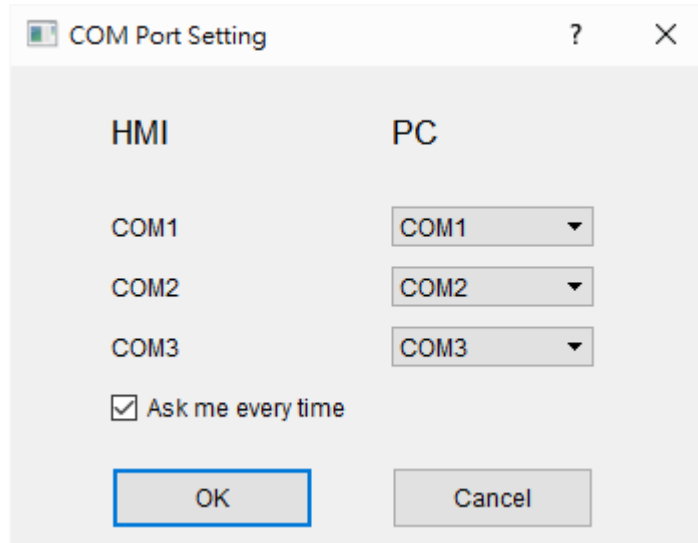 COM Port Setting ?
HMI PC
COM1 COM1
COM2 COM2
COM3 COM3
Ask me every time
OK Cancel